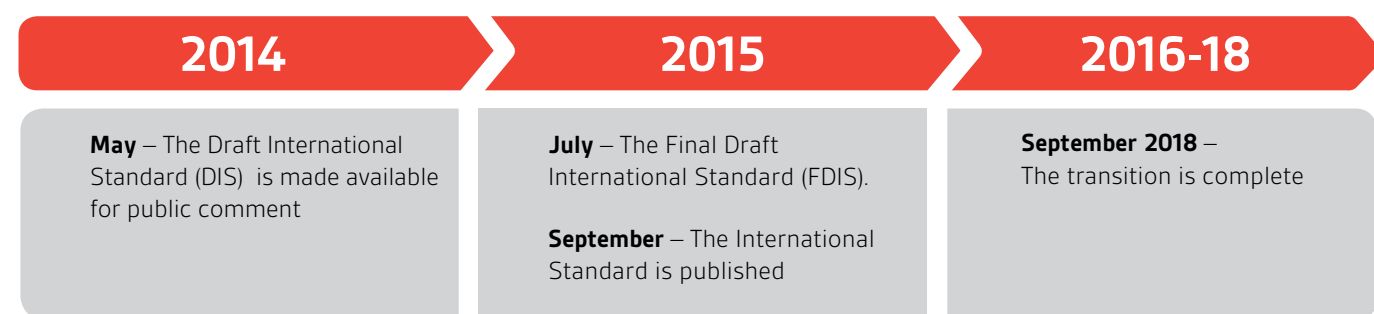 2014
2015
2016-18
May – The Draft International
Standard (DIS)  is made available
for public comment
July – The Final Draft
International Standard (FDIS).
September – The International
Standard is published
September 2018 –
The transition is complete